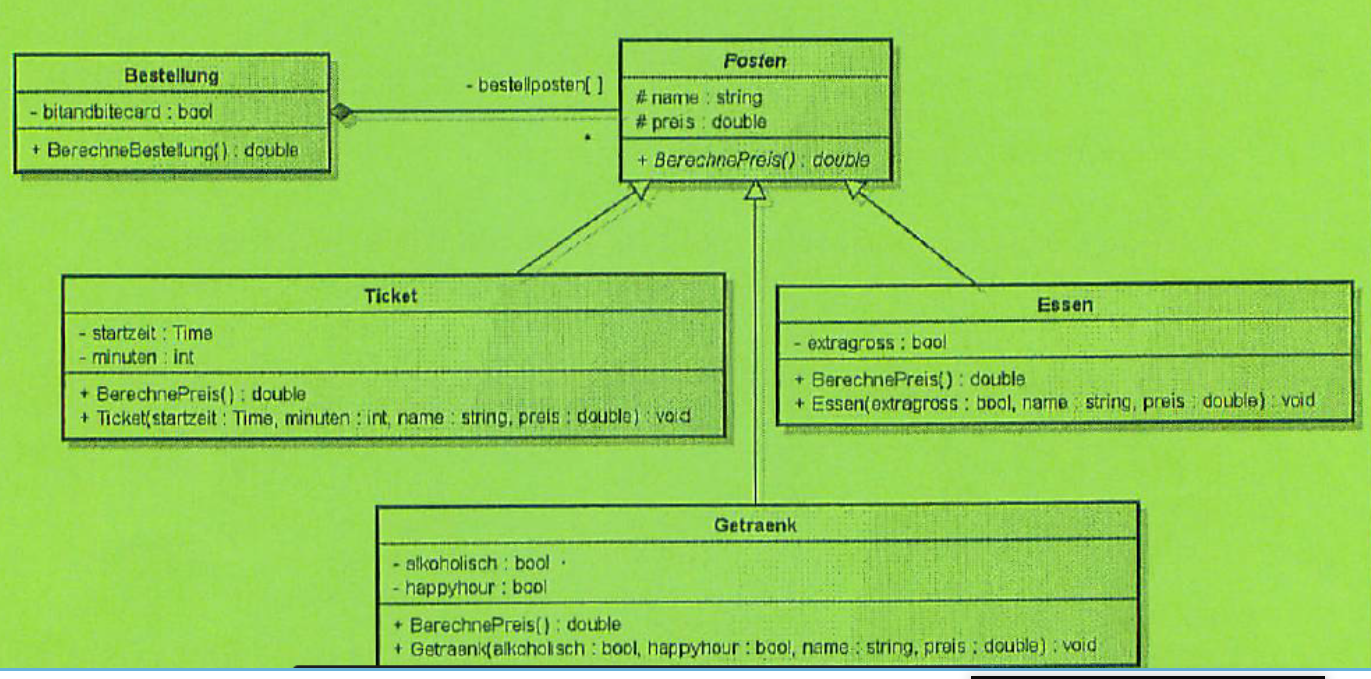 Bestellung
- bitandbitecard : bool
+ BerechneBestellung() : double
- bestellposten[ ]
*
Posten
# name : string
# preis : double
+ BerechnePreis() : double
Ticket
- startzeit : Time
- minuten : int
+ BerechnePreis() : double
+ Ticket(startzeit : Time, minuten : int, name : string, preis : double) : void
Essen
- extragross : bool
+ BerechnePreis() : double
+ Essen(extragross : bool, name : string, preis : double) : void
Getraenk
- alkoholisch : bool
- happyhour : bool
+ BerechnePreis() : double
+ Getraenk(alkoholisch : bool, happyhour : bool, name : string, preis : double) : void